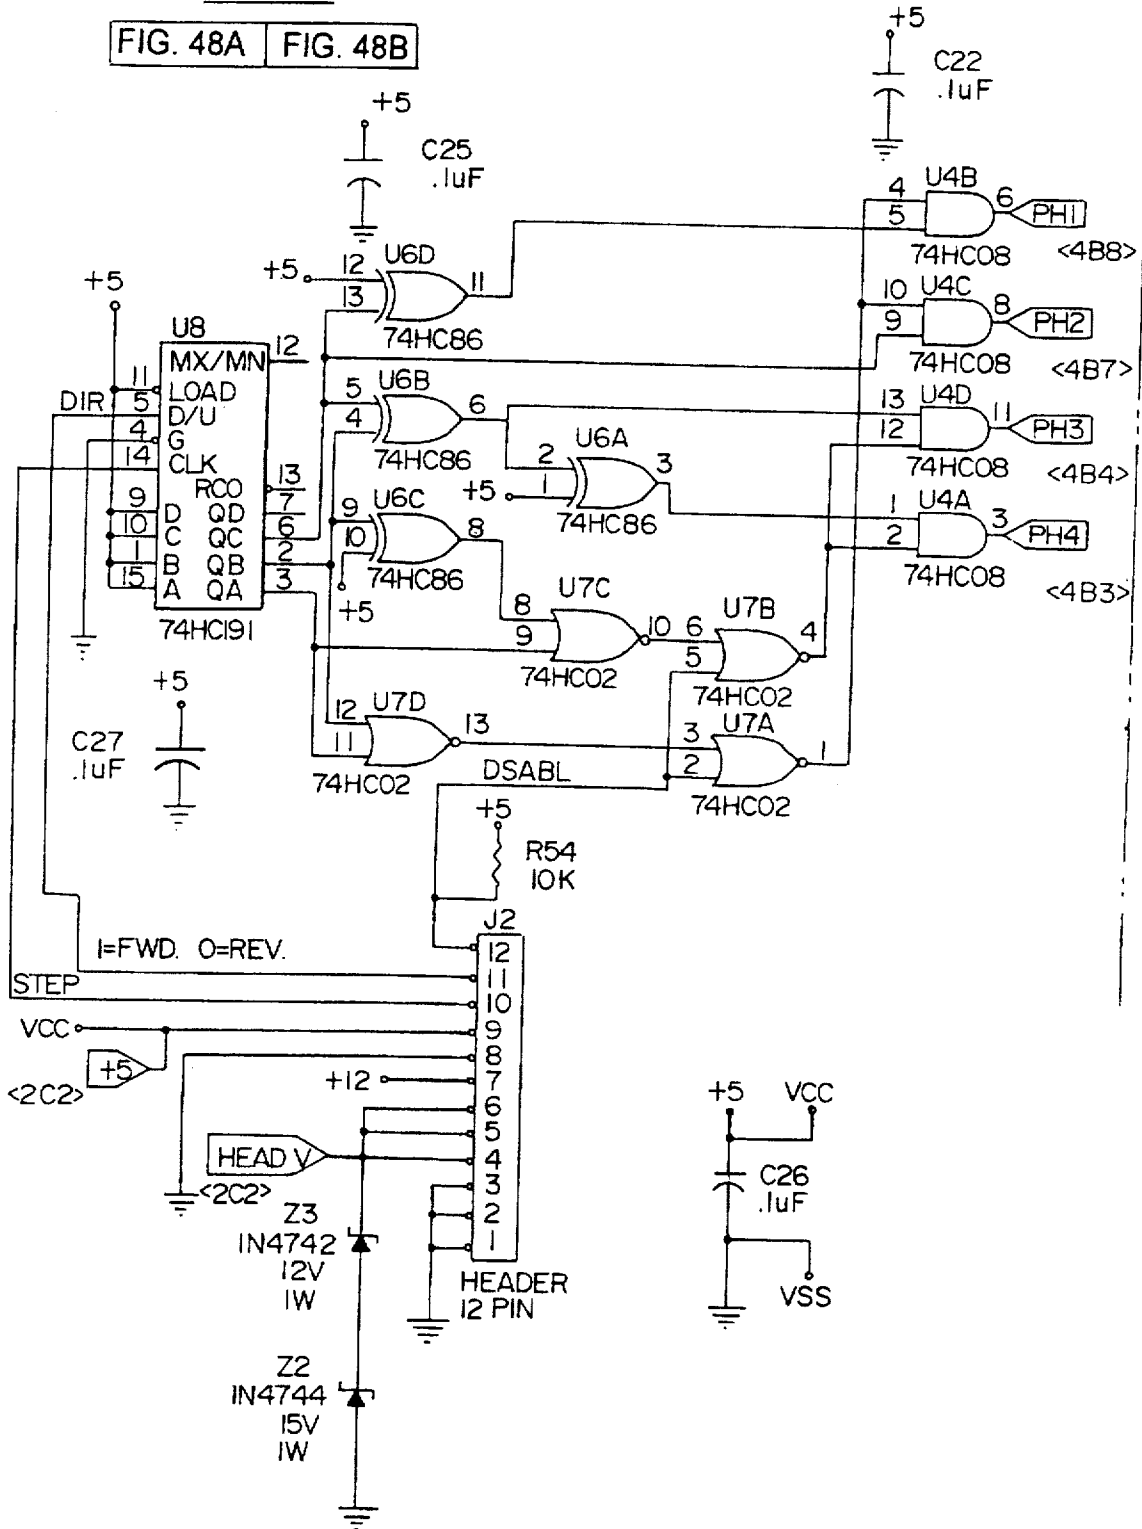 FIG. 48A FIG. 48B
+5
C22
.1uF
+5
C25
.1uF
U4B
4
5
6
PH1
74HC08
<4B8>
U6D
+5
12
13
11
74HC86
U4C
10
9
8
PH2
74HC08
<4B7>
+5
U8
MX/MN
12
11
LOAD
DIR
5
D/U
4
G
14
CLK
RCO
13
QD
7
9
D
QC
6
10
C
QB
2
1
B
QA
3
15
A
74HC191
U6B
5
4
6
74HC86
U4D
13
12
11
PH3
74HC08
<4B4>
U6A
2
1
+5
3
74HC86
U6C
9
10
8
74HC86
+5
U4A
1
2
3
PH4
74HC08
<4B3>
U7C
8
9
10
74HC02
U7B
6
5
4
74HC02
+5
C27
.1uF
U7D
12
11
13
74HC02
U7A
3
2
1
74HC02
DSABL
+5
R54
10K
J2
1=FWD. 0=REV.
12
11
STEP
10
VCC
9
+5
8
<2C2>
+12
7
6
5
HEAD V
4
<2C2>
3
2
1
HEADER
12 PIN
Z3
1N4742
12V
1W
Z2
1N4744
15V
1W
+5
VCC
C26
.1uF
VSS